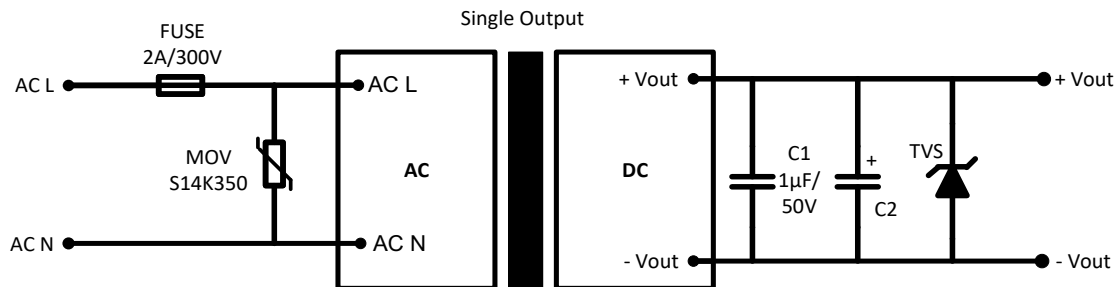 Single Output
FUSE
2A/300V
AC L
AC L
+ Vout
+ Vout
MOV
S14K350
AC
DC
C1
1µF/
50V
+
C2
TVS
AC N
AC N
- Vout
- Vout